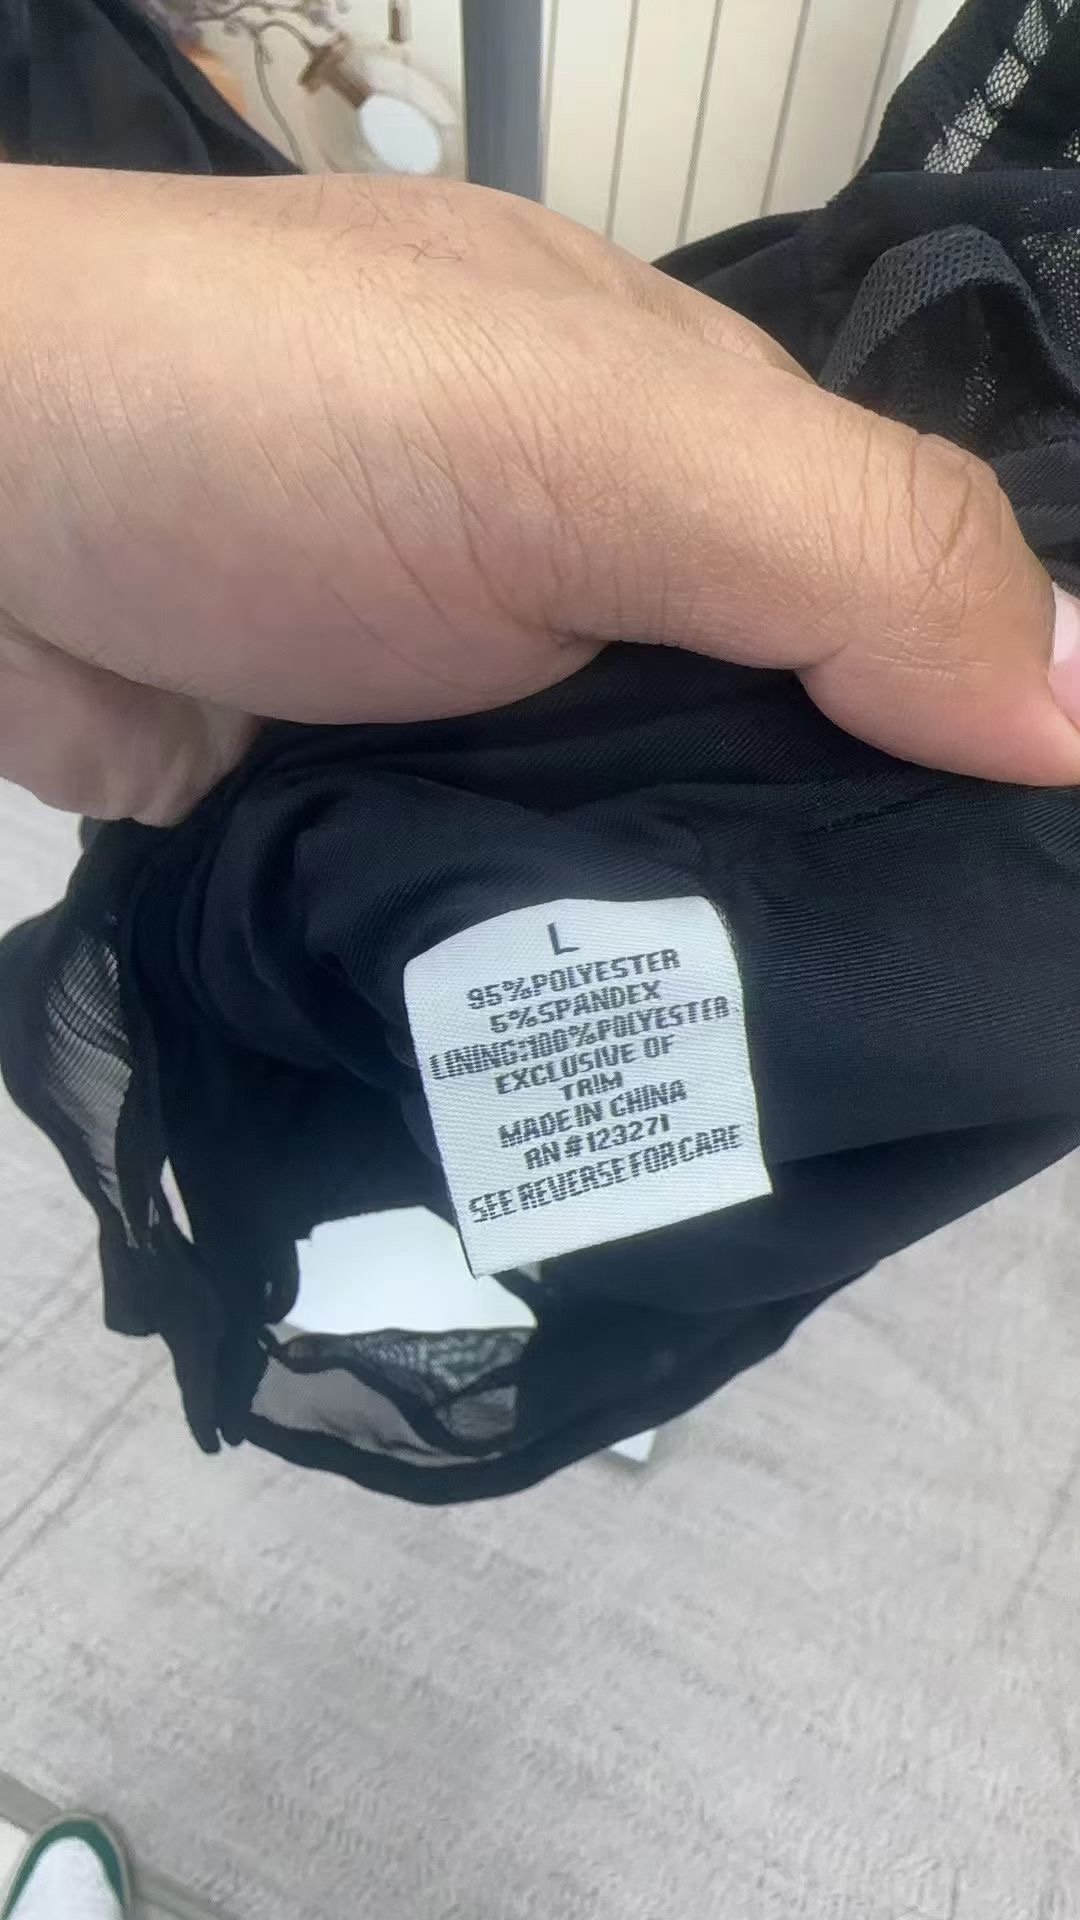 L
95%POLYESTER
5%SPANDEX
LINING:100%POLYESTER
EXCLUSIVE OF
TRIM
MADE IN CHINA
RN#123271
SEE REVERSE FOR CARE